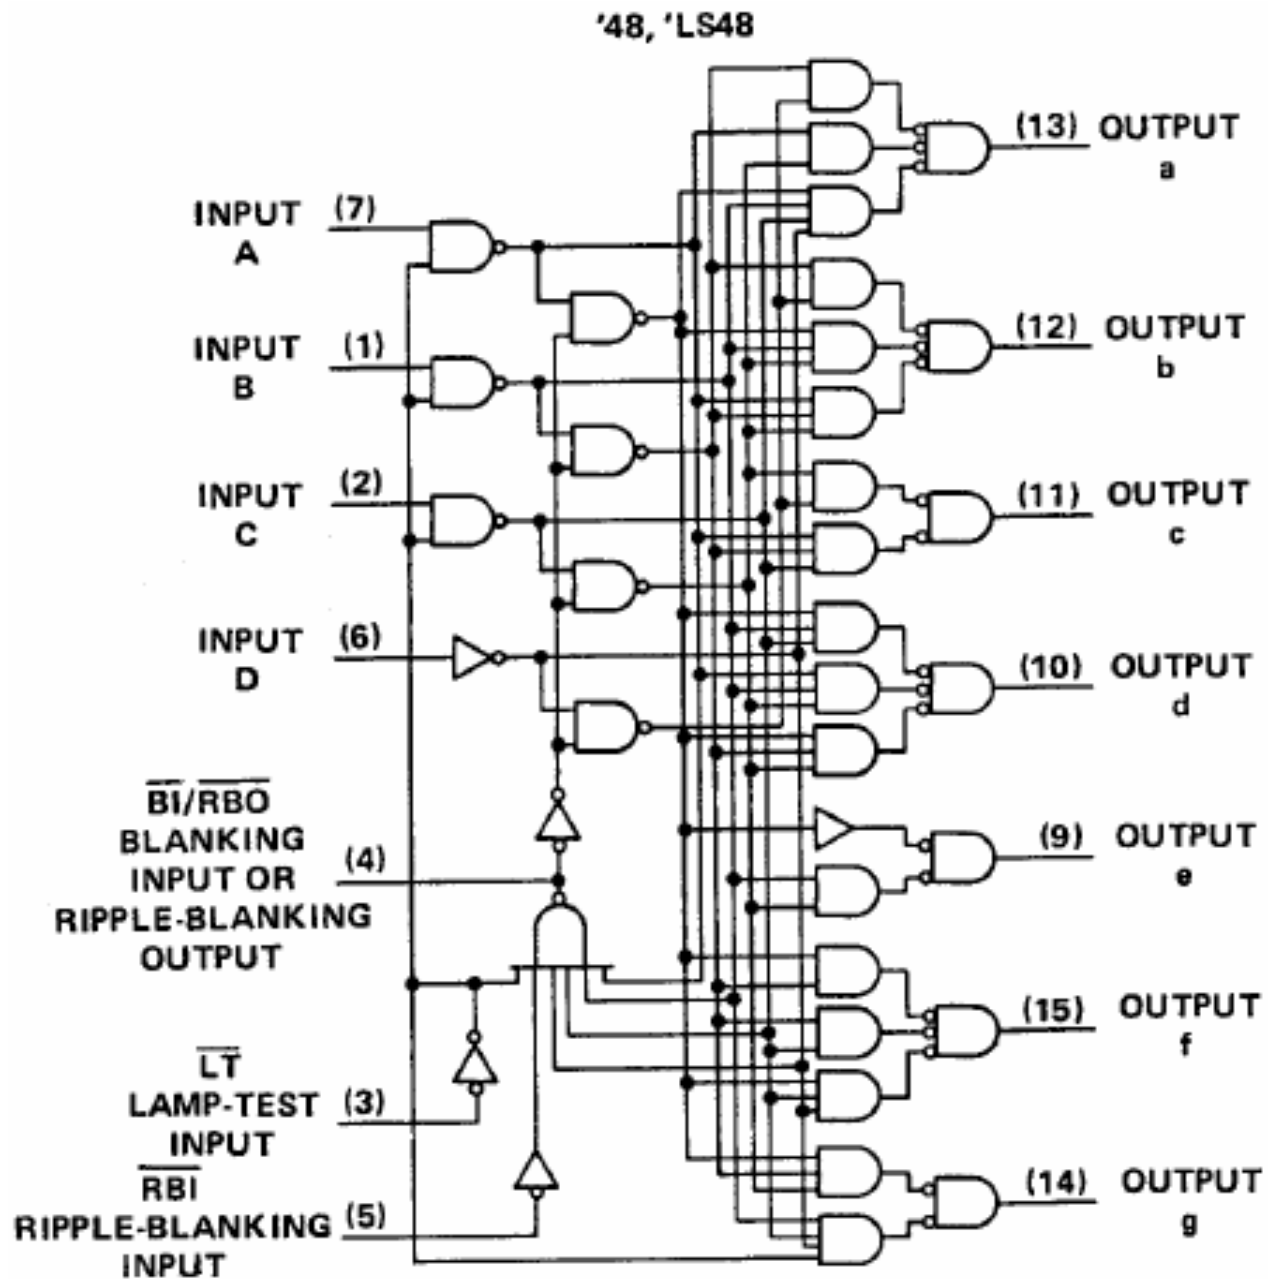 '48, 'LS48
(13) OUTPUT
a
INPUT (7)
A
INPUT (1)
B
(12) OUTPUT
b
INPUT (2)
C
(11) OUTPUT
c
INPUT (6)
D
(10) OUTPUT
d
BI/RBO
BLANKING
INPUT OR (4)
RIPPLE-BLANKING
OUTPUT
(9) OUTPUT
e
(15) OUTPUT
f
LT
LAMP-TEST (3)
INPUT
RBI
RIPPLE-BLANKING (5)
INPUT
(14) OUTPUT
g